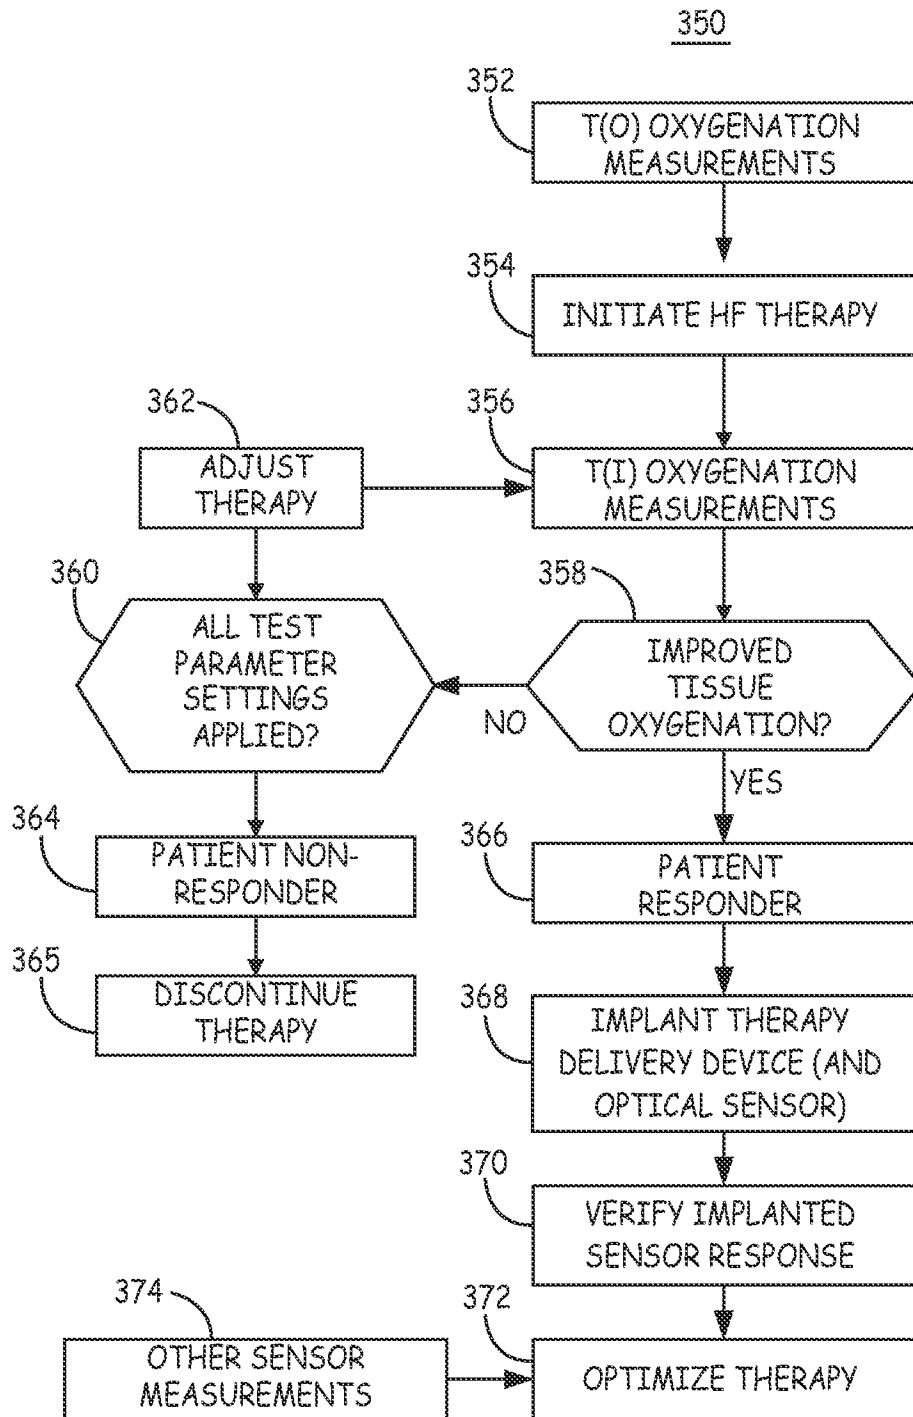 350
352
T(O) OXYGENATION
MEASUREMENTS
354
INITIATE HF THERAPY
362
ADJUST
THERAPY
356
T(I) OXYGENATION
MEASUREMENTS
360
ALL TEST
PARAMETER
SETTINGS
APPLIED?
358
IMPROVED
TISSUE
OXYGENATION?
NO
YES
364
PATIENT NON-
RESPONDER
366
PATIENT
RESPONDER
365
DISCONTINUE
THERAPY
368
IMPLANT THERAPY
DELIVERY DEVICE (AND
OPTICAL SENSOR)
370
VERIFY IMPLANTED
SENSOR RESPONSE
374
OTHER SENSOR
MEASUREMENTS
372
OPTIMIZE THERAPY